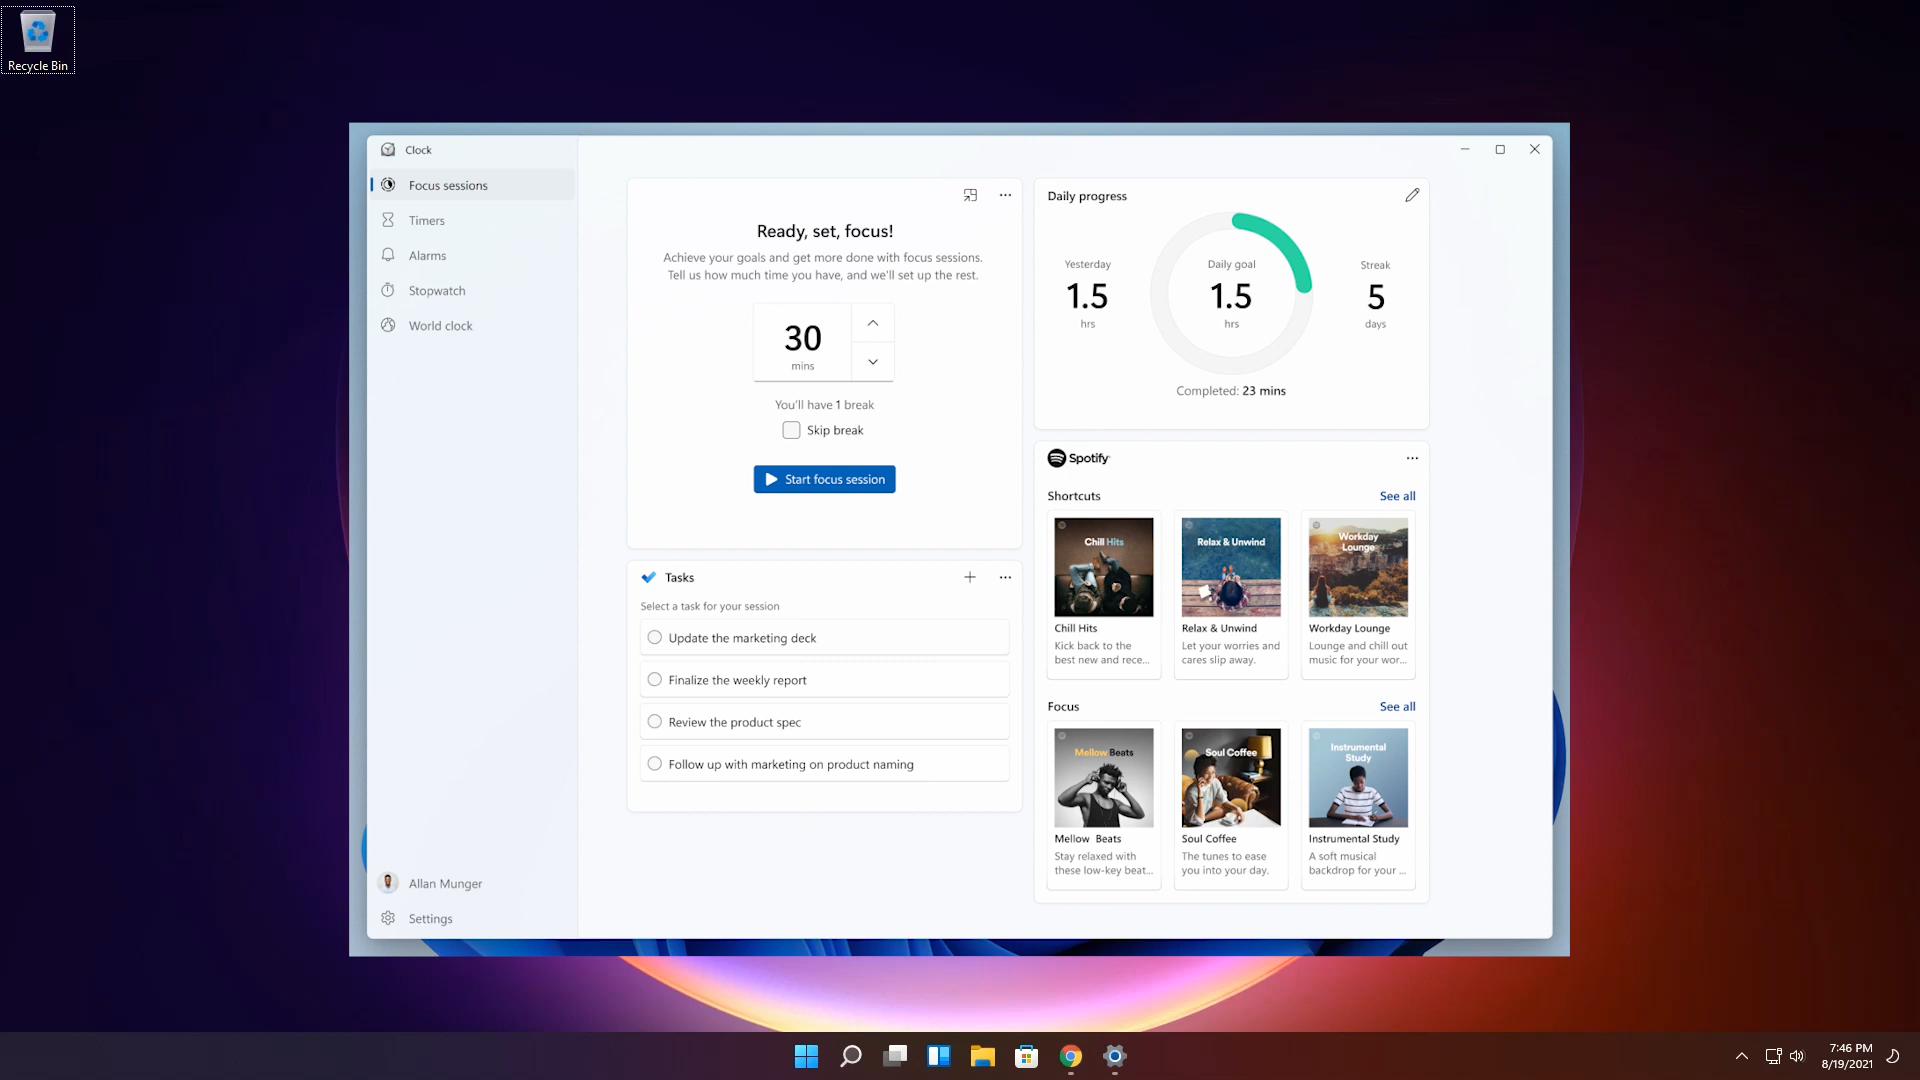 Recycle Bin
Clock
Focus sessions
Timers
Alarms
Stopwatch
World clock
Allan Munger
Settings
Ready, set, focus!
Achieve your goals and get more done with focus sessions.
Tell us how much time you have, and we'll set up the rest.
30
mins
You'll have 1 break
Skip break
Start focus session
Tasks
Select a task for your session
Update the marketing deck
Finalize the weekly report
Review the product spec
Follow up with marketing on product naming
Daily progress
Yesterday
1.5
hrs
Daily goal
1.5
hrs
Streak
5
days
Completed: 23 mins
Spotify
Shortcuts
See all
Chill Hits
Chill Hits
Kick back to the
best new and rece...
Relax & Unwind
Relax & Unwind
Let your worries and
cares slip away.
Workday
Lounge
Workday Lounge
Lounge and chill out
music for your wor...
Focus
See all
Mellow Beats
Mellow Beats
Stay relaxed with
these low-key beat...
Soul Coffee
Soul Coffee
The tunes to ease
you into your day.
Instrumental
Study
Instrumental Study
A soft musical
backdrop for your ...
7:46 PM
8/19/2021